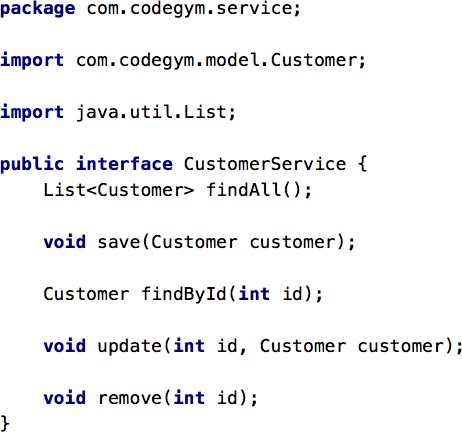 package com.codegym.service;
import com.codegym.model.Customer;
import java.util.List;
public interface CustomerService {
    List<Customer> findAll();
    void save(Customer customer);
    Customer findById(int id);
    void update(int id, Customer customer);
    void remove(int id);
}